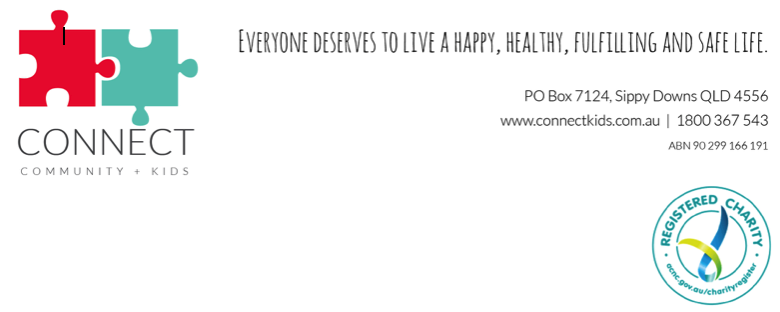 EVERYONE DESERVES TO LIVE A HAPPY, HEALTHY, FULFILLING AND SAFE LIFE.
CONNECT
COMMUNITY + KIDS
PO Box 7124, Sippy Downs QLD 4556
www.connectkids.com.au | 1800 367 543
ABN 90 299 166 191
REGISTERED CHARITY
acnc.gov.au/charityregister